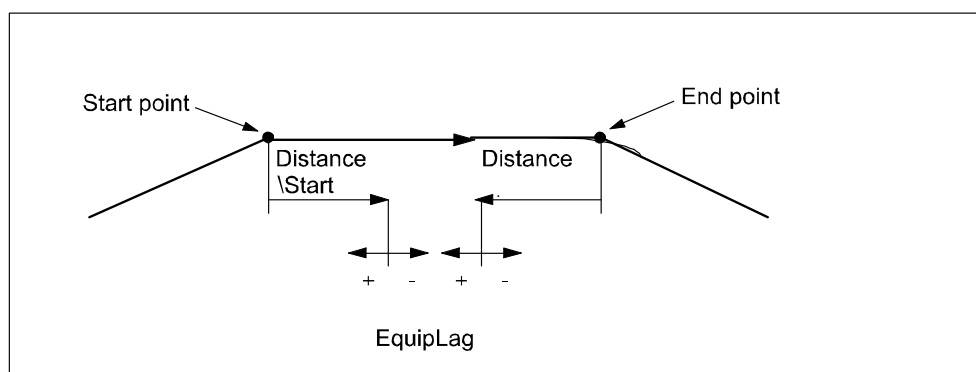 Start point
End point
Distance
\Start
Distance
+ - + -
EquipLag